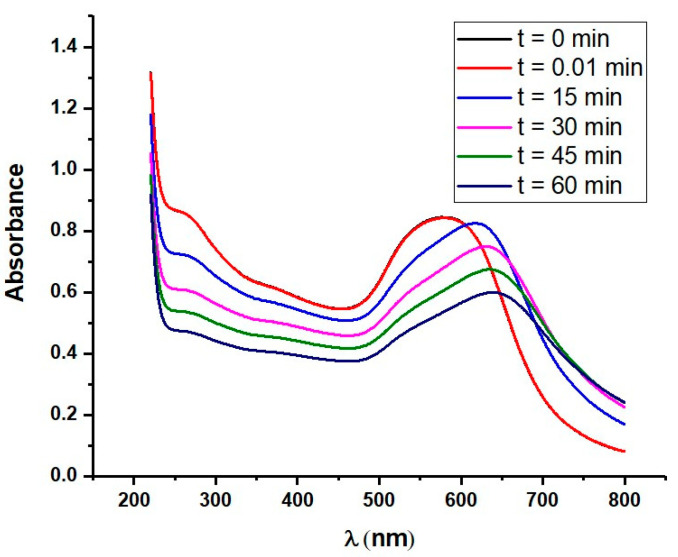 t = 0 min
t = 0.01 min
t = 15 min
t = 30 min
t = 45 min
t = 60 min
Absorbance
1.4
1.2
1.0
0.8
0.6
0.4
0.2
0.0
200 300 400 500 600 700 800
λ (nm)